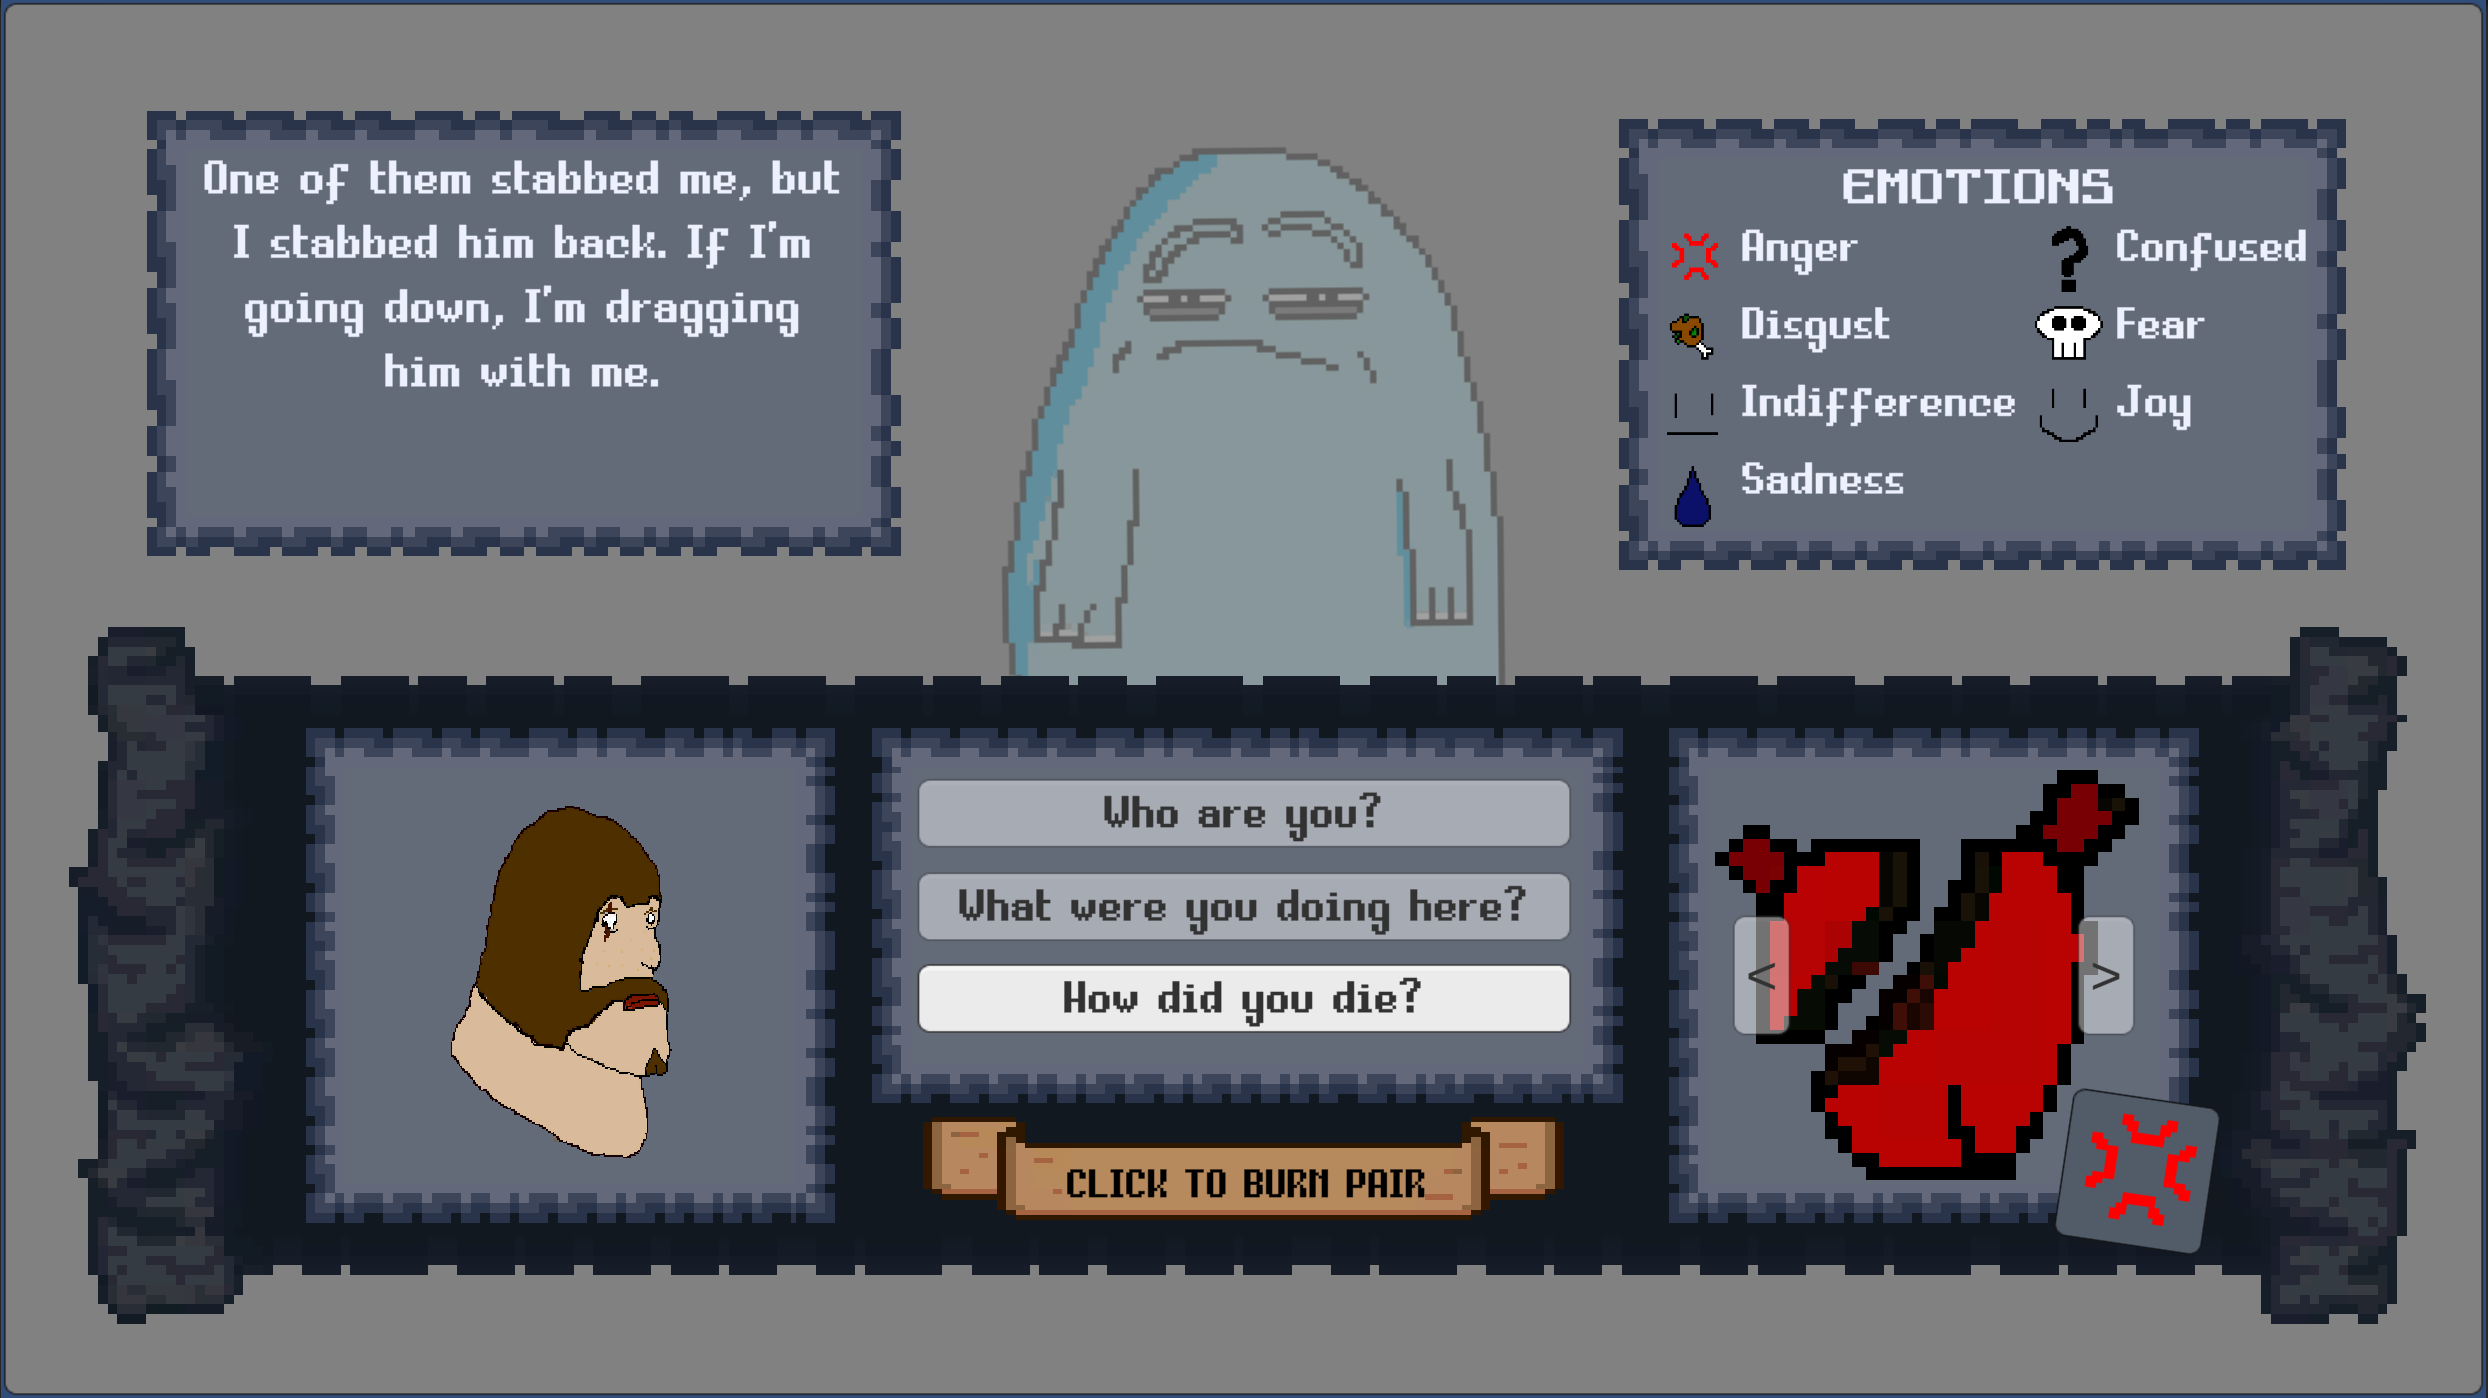 One of them stabbed me, but
I stabbed him back. If I'm
going down, I'm dragging
him with me.
EMOTIONS
Anger
Confused
Disgust
Fear
Indifference
Joy
Sadness
Who are you?
What were you doing here?
How did you die?
<
>
CLICK TO BURN PAIR